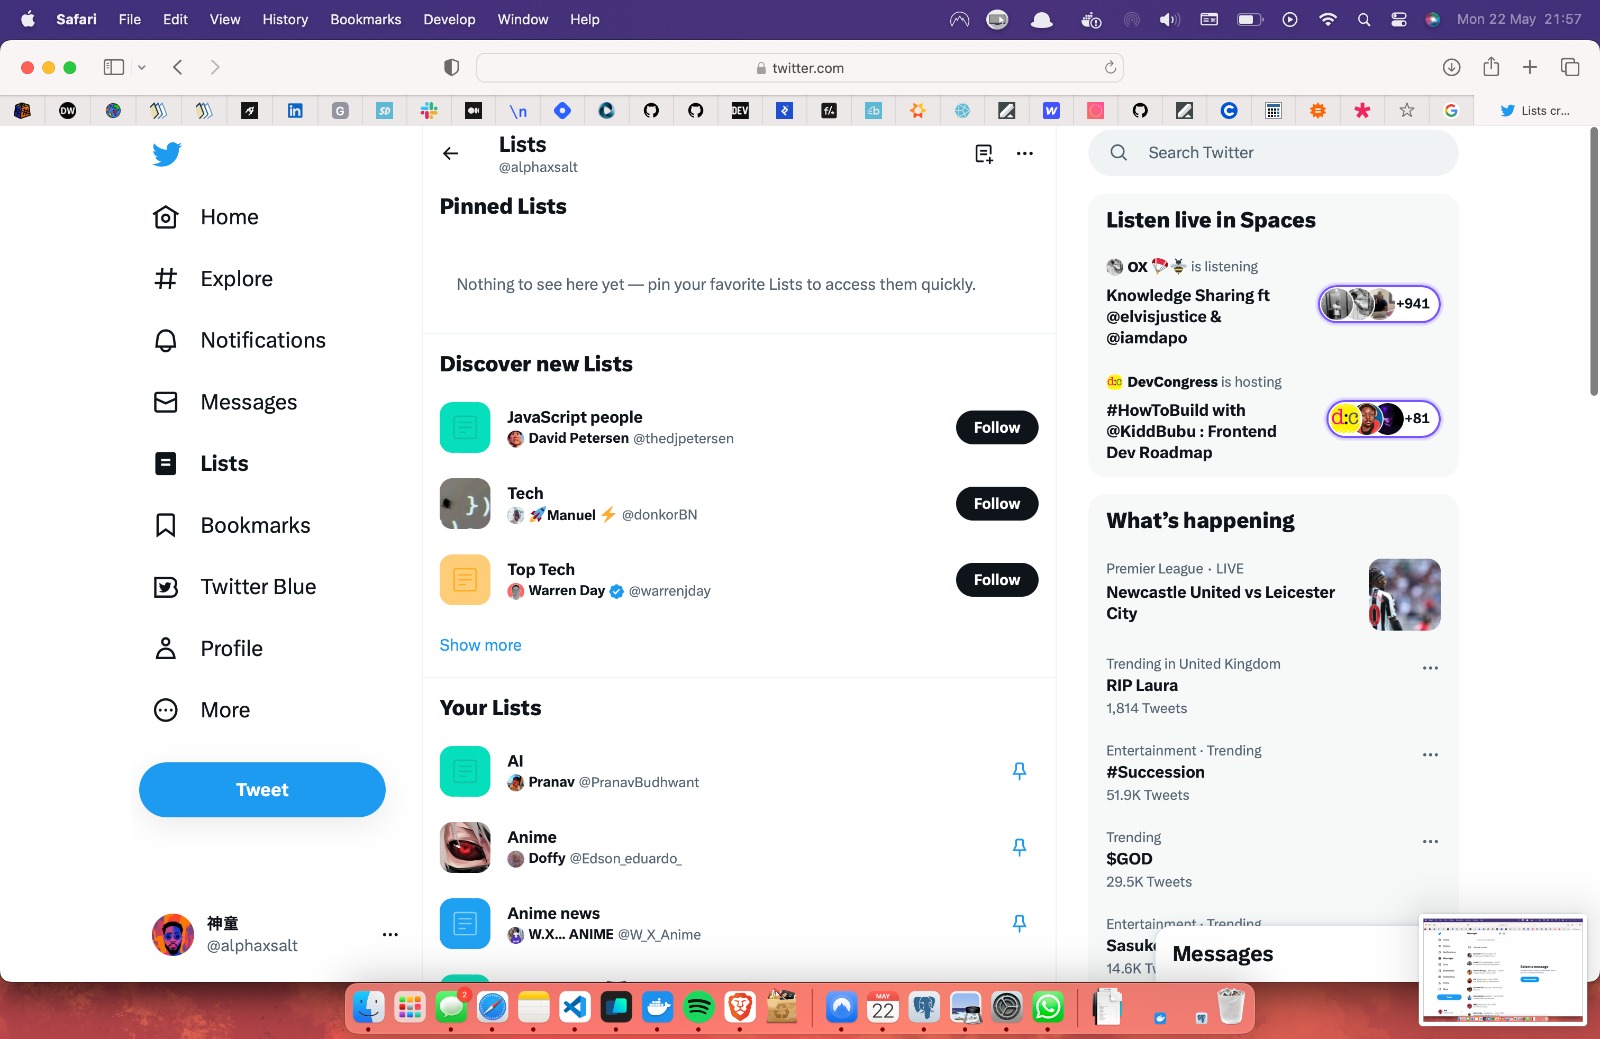 Safari File Edit View History Bookmarks Develop Window Help Mon 22 May 21:57
twitter.com
DW in G SD \n DEV Lists cr...
Lists
@alphaxsalt
Home
Explore
Notifications
Messages
Lists
Bookmarks
Twitter Blue
Profile
More
Tweet
神童
@alphaxsalt
Pinned Lists
Nothing to see here yet — pin your favorite Lists to access them quickly.
Discover new Lists
JavaScript people
David Petersen @thedjpetersen
Follow
Tech
🚀Manuel ⚡ @donkorBN
Follow
Top Tech
Warren Day @warrenjday
Follow
Show more
Your Lists
AI
Pranav @PranavBudhwant
Anime
Doffy @Edson_eduardo_
Anime news
W.X... ANIME @W_X_Anime
Search Twitter
Listen live in Spaces
OX is listening
Knowledge Sharing ft
@elvisjustice &
@iamdapo
+941
d:c DevCongress is hosting
#HowToBuild with
@KiddBubu : Frontend
Dev Roadmap
d:c +81
What's happening
Premier League · LIVE
Newcastle United vs Leicester
City
Trending in United Kingdom
RIP Laura
1,814 Tweets
Entertainment · Trending
#Succession
51.9K Tweets
Trending
$GOD
29.5K Tweets
Entertainment · Trending
Sasuke
14.6K
Messages
2
MAY
22